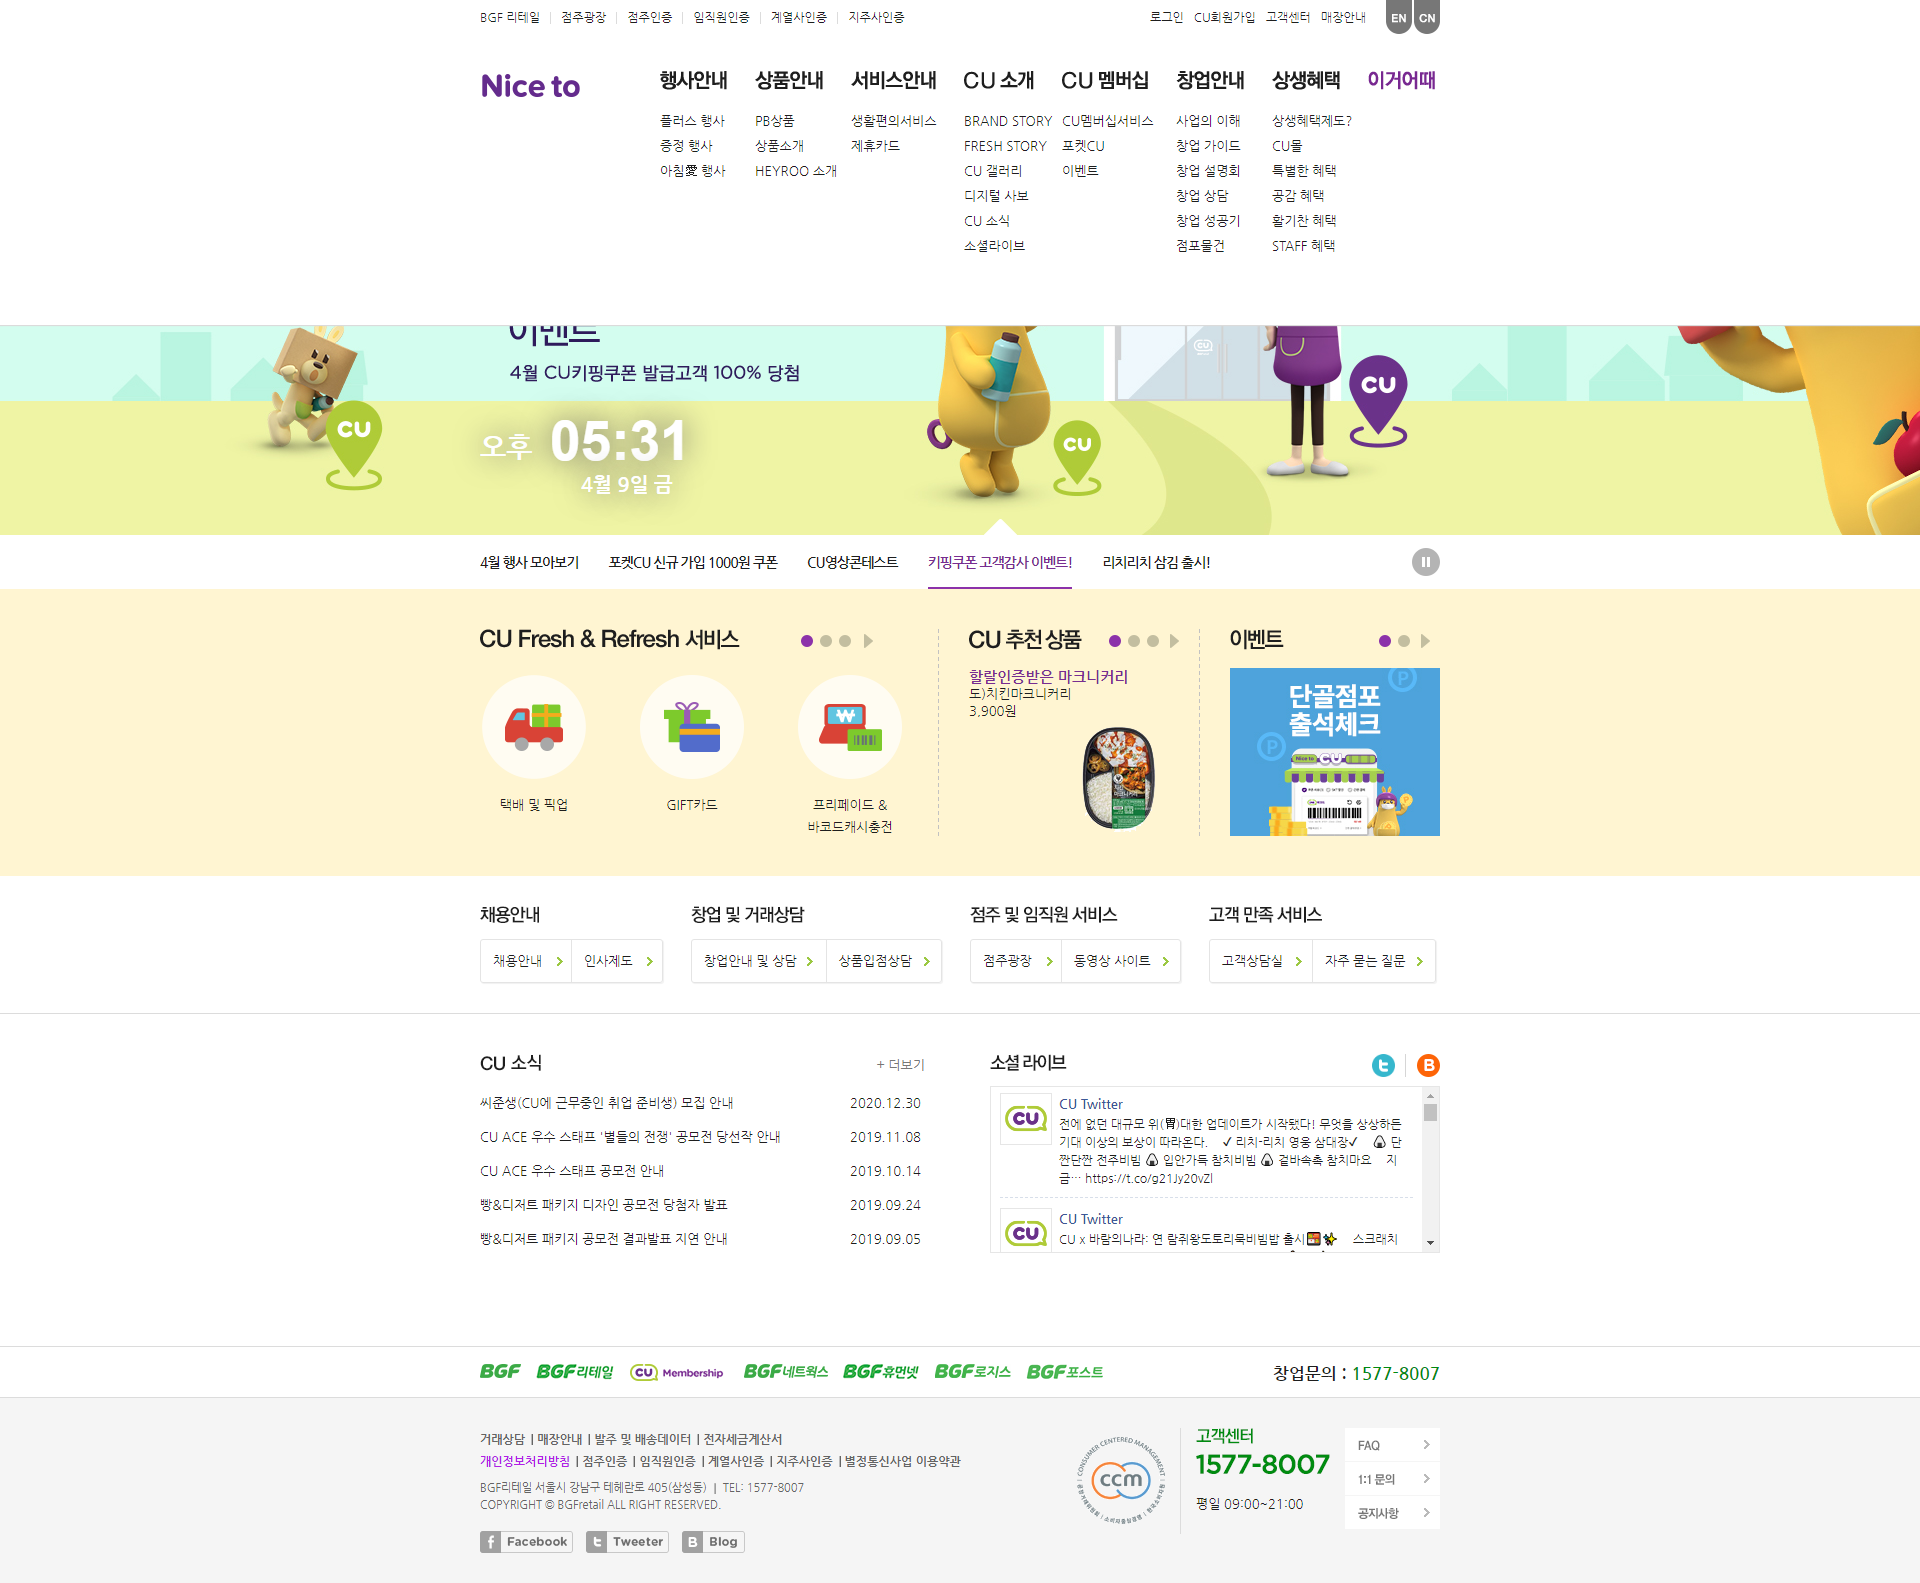 BGF 리테일 점주광장 점주인증 임직원인증 계열사인증 지주사인증
로그인 CU회원가입 고객센터 매장안내 EN CN
Nice to
행사안내 상품안내 서비스안내 CU 소개 CU 멤버십 창업안내 상생혜택 이거어때
플러스 행사 PB상품 생활편의서비스 BRAND STORY CU멤버십서비스 사업의 이해 상생혜택제도?
증정 행사 상품소개 제휴카드 FRESH STORY 포켓CU 창업 가이드 CU몰
아침愛 행사 HEYROO 소개 CU 갤러리 이벤트 창업 설명회 특별한 혜택
디지털 사보 창업 상담 공감 혜택
CU 소식 창업 성공기 활기찬 혜택
소셜라이브 점포물건 STAFF 혜택
이벤트
4월 CU키핑쿠폰 발급고객 100% 당첨
CU
CU
CU
CU
오후 05:31
4월 9일 금
4월 행사 모아보기 포켓CU 신규 가입 1000원 쿠폰 CU영상콘테스트 키핑쿠폰 고객감사 이벤트! 리치리치 삼김 출시!
CU Fresh & Refresh 서비스
택배 및 픽업
GIFT카드
프리페이드 &
바코드캐시충전
CU 추천 상품
할랄인증받은 마크니커리
도)치킨마크니커리
3,900원
이벤트
단골점포
출석체크
P
P
Nice to CU
채용안내 창업 및 거래상담 점주 및 임직원 서비스 고객 만족 서비스
채용안내 인사제도 창업안내 및 상담 상품입점상담 점주광장 동영상 사이트 고객상담실 자주 묻는 질문
CU 소식 + 더보기
씨준생(CU에 근무중인 취업 준비생) 모집 안내 2020.12.30
CU ACE 우수 스태프 '별들의 전쟁' 공모전 당선작 안내 2019.11.08
CU ACE 우수 스태프 공모전 안내 2019.10.14
빵&디저트 패키지 디자인 공모전 당첨자 발표 2019.09.24
빵&디저트 패키지 공모전 결과발표 지연 안내 2019.09.05
소셜 라이브
CU
CU Twitter
전에 없던 대규모 위(胃)대한 업데이트가 시작됐다! 무엇을 상상하든
기대 이상의 보상이 따라온다. ✓ 리치-리치 영웅 삼대장✓ 🍙 단
짠단짠 전주비빔 🍙 입안가득 참치비빔 🍙 겉바속촉 참치마요 지
금… https://t.co/g21Jy20vZl
CU
CU Twitter
CU x 바람의나라: 연 람쥐왕도토리묵비빔밥 출시🍱✨ 스크래치
BGF BGF리테일 CU Membership BGF네트웍스 BGF휴먼넷 BGF로지스 BGF포스트
창업문의 : 1577-8007
거래상담 | 매장안내 | 발주 및 배송데이터 | 전자세금계산서
개인정보처리방침 | 점주인증 | 임직원인증 | 계열사인증 | 지주사인증 | 별정통신사업 이용약관
BGF리테일 서울시 강남구 테헤란로 405(삼성동) | TEL: 1577-8007
COPYRIGHT © BGFretail ALL RIGHT RESERVED.
Facebook Tweeter Blog
CONSUMER CENTERED MANAGEMENT
ccm
고객센터
1577-8007
평일 09:00~21:00
FAQ
1:1 문의
공지사항